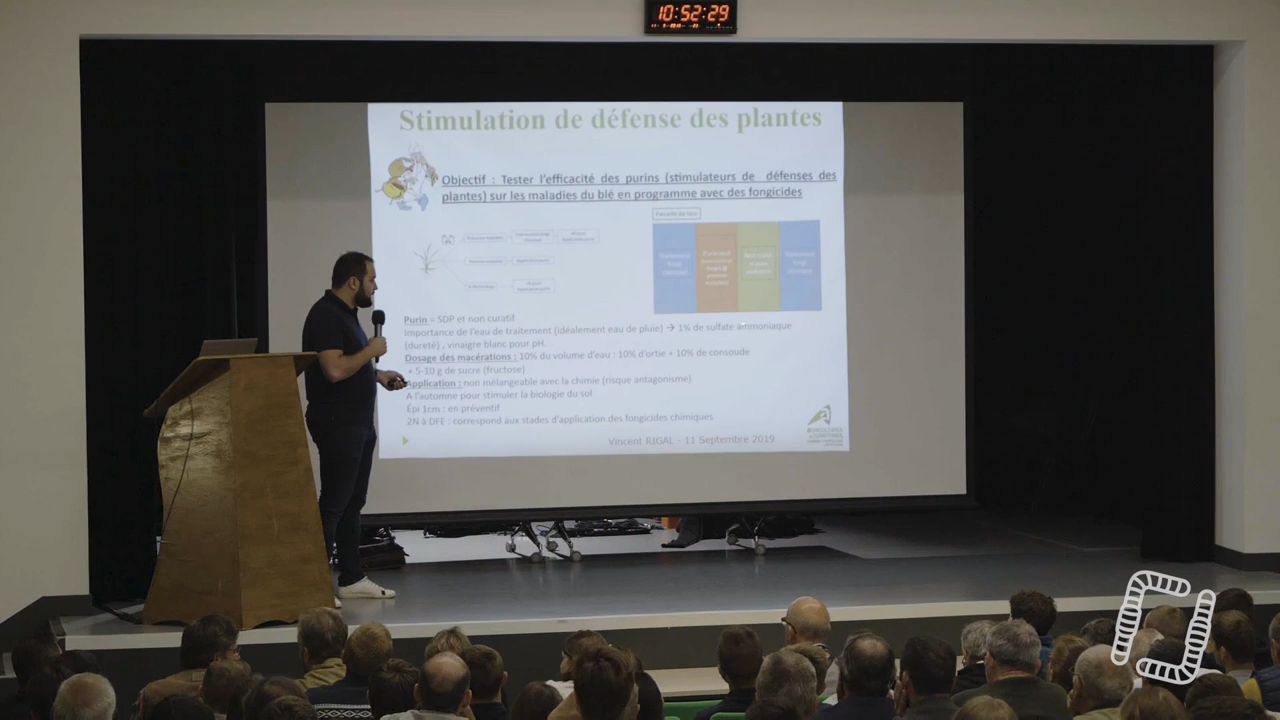 10:52:29
Stimulation de défense des plantes
Objectif : Tester l'efficacité des purins (stimulateurs de défenses des
plantes) sur les maladies du blé en programme avec des fongicides
Purin = SDP et non curatif
importance de l'eau de traitement (idéalement eau de pluie) → 1% de sulfate ammoniaque
(dureté) , vinaigre blanc pour pH.
Dosage des macérations : 10% du volume d'eau : 10% d'ortie + 10% de consoude
+ 5-10 g de sucre (fructose)
Application : non mélangeable avec la chimie (risque antagonisme)
A l'automne pour stimuler la biologie du sol
Épi 1cm : en préventif
2N à DFE : correspond aux stades d'application des fongicides chimiques
Vincent RIGAL - 11 Septembre 2019